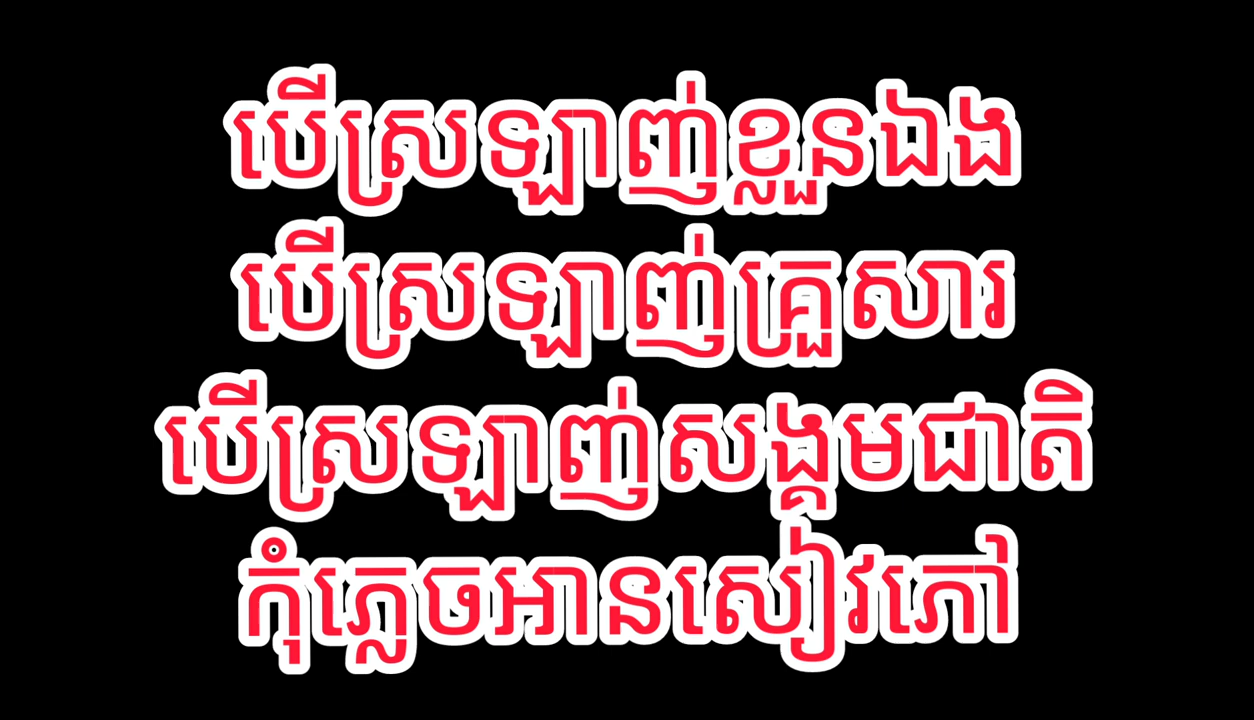 បើស្រឡាញ់ខ្លួនឯង
បើស្រឡាញ់គ្រួសារ
បើស្រឡាញ់សង្គមជាតិ
កុំភ្លេចអានសៀវភៅ